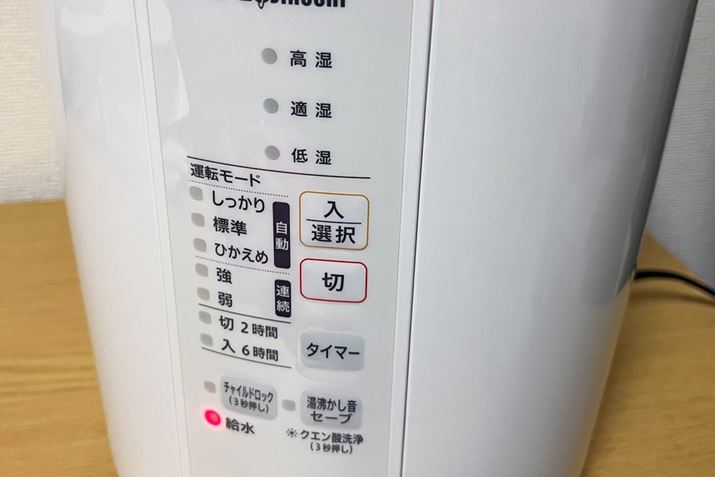 高湿
適湿
低湿
運転モード
しっかり
標準
ひかえめ
自動
強
弱
連続
切 2時間
入 6時間
入
選択
切
タイマー
チャイルドロック
(3秒押し)
湯沸かし音
セーブ
給水
※クエン酸洗浄
(3秒押し)